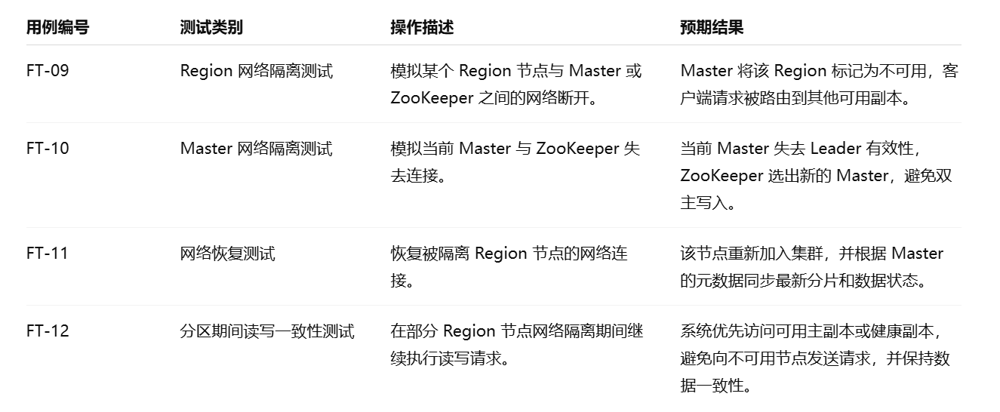 用例编号 测试类别 操作描述 预期结果
FT-09 Region 网络隔离测试 模拟某个 Region 节点与 Master 或 Master 将该 Region 标记为不可用，客
ZooKeeper 之间的网络断开。 户端请求被路由到其他可用副本。
FT-10 Master 网络隔离测试 模拟当前 Master 与 ZooKeeper 失 当前 Master 失去 Leader 有效性，
去连接。 ZooKeeper 选出新的 Master，避免双
主写入。
FT-11 网络恢复测试 恢复被隔离 Region 节点的网络连 该节点重新加入集群，并根据 Master
接。 的元数据同步最新分片和数据状态。
FT-12 分区期间读写一致性测试 在部分 Region 节点网络隔离期间继 系统优先访问可用主副本或健康副本，
续执行读写请求。 避免向不可用节点发送请求，并保持数
据一致性。